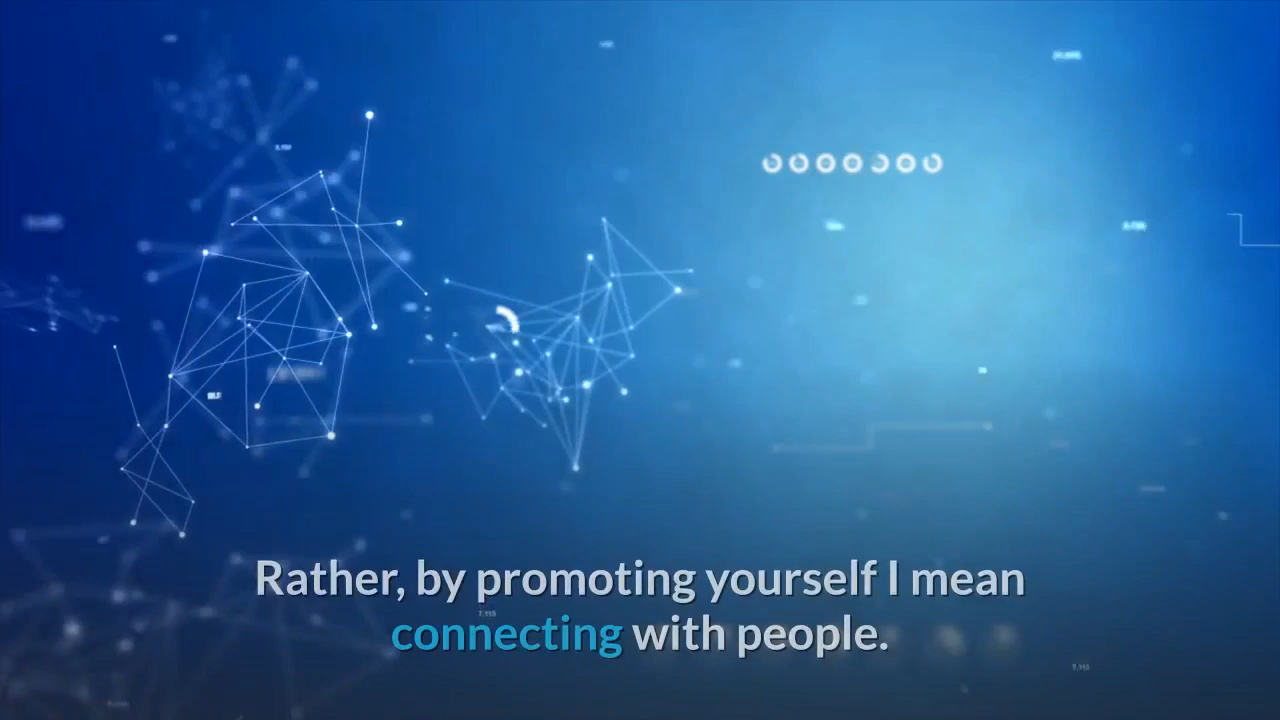 Rather, by promoting yourself I mean
connecting with people.